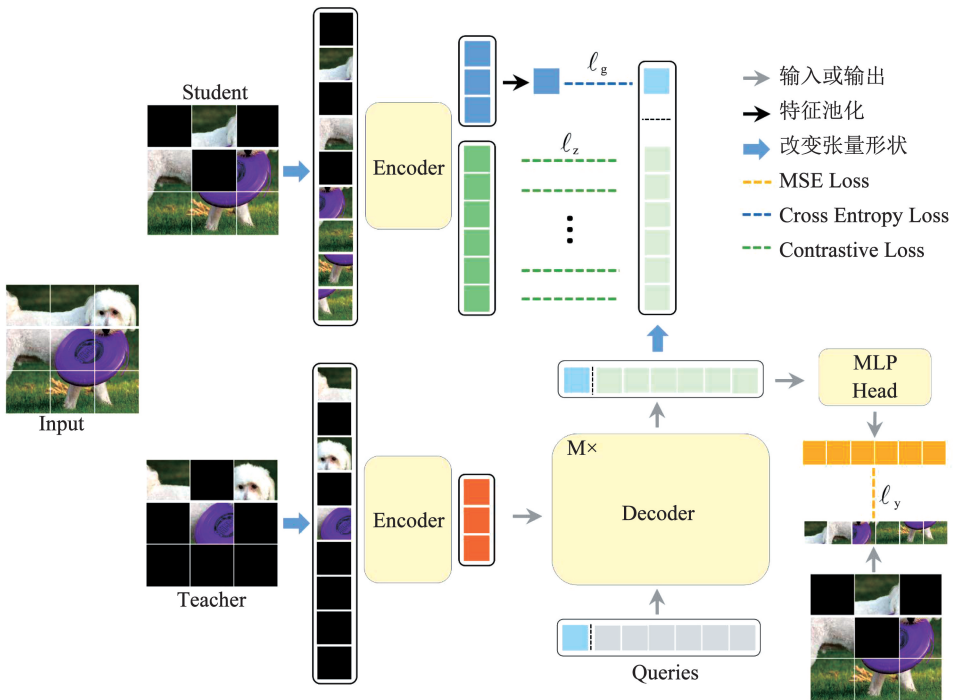 Student
Encoder
ℓg
ℓz
输入或输出
特征池化
改变张量形状
MSE Loss
Cross Entropy Loss
Contrastive Loss
Input
Teacher
Encoder
M×
Decoder
Queries
MLP
Head
ℓy